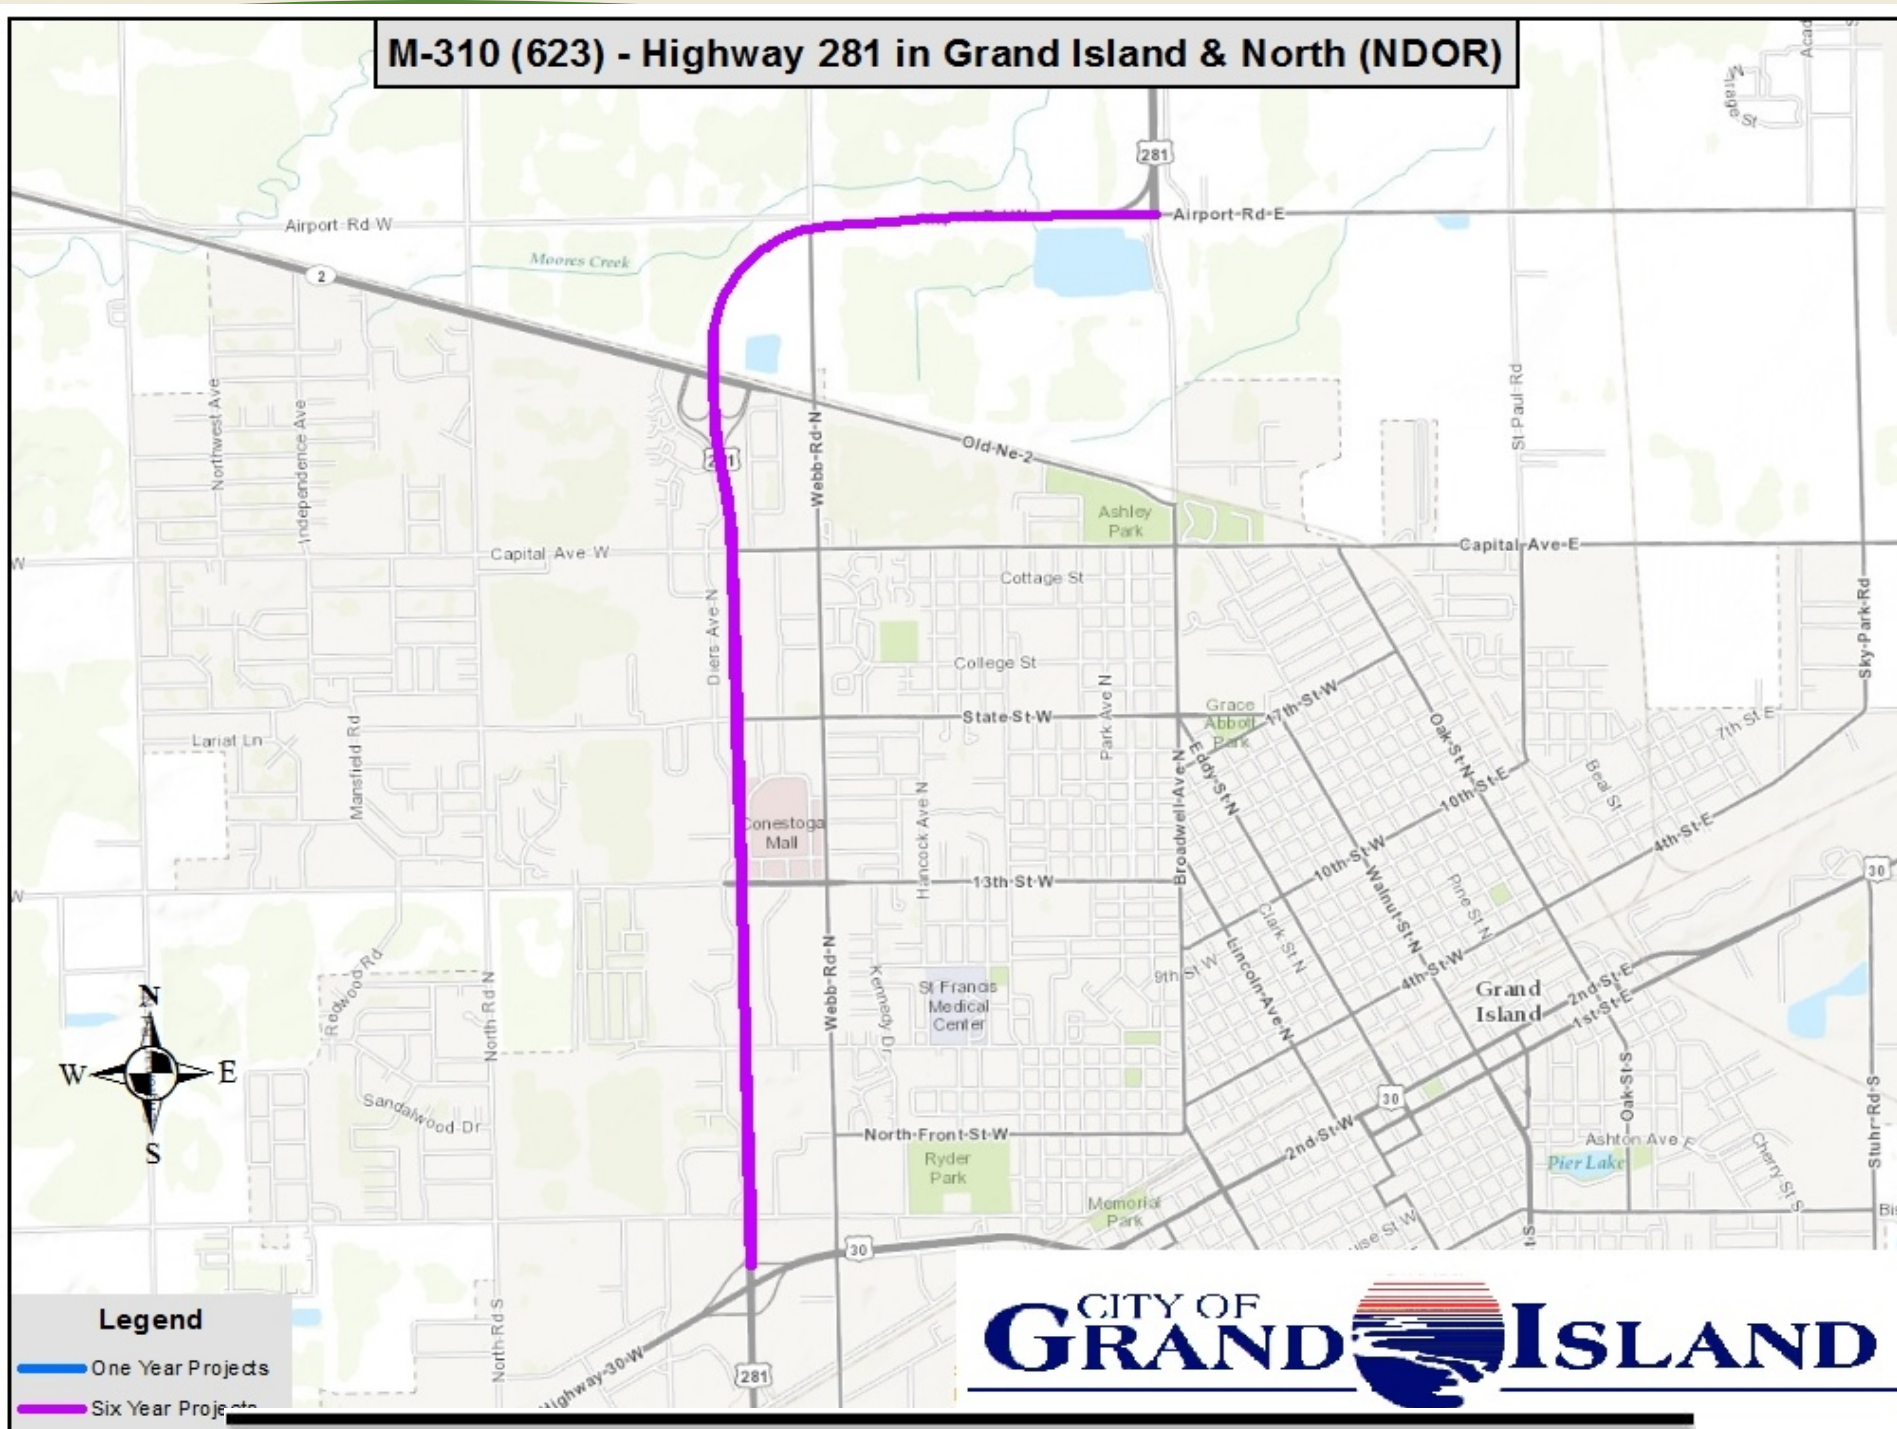 M-310 (623) - Highway 281 in Grand Island & North (NDOR)
281
Airport Rd W
Airport-Rd-E
Moores Creek
2
Northwest Ave
Independence Ave
Webb-Rd-N
Old-Ne-2
St-Paul-Rd
Ashley
Park
Capital Ave W
Capital-Ave-E
Cottage St
Diers Ave-N
College St
Park Ave N
Sky-Park-Rd
State-St-W
Grace
Abbott
Park
17th-St-W
Lariat Ln
Mansfield Rd
Oak-St-N
7th St E
Eddy-St-N
Broadwell-Ave-N
10th-St-E
Beal St
Conestoga
Mall
Hancock Ave N
4th-St-E
10th-St-W
Walnut-St-N
13th-St-W
Pine St N
30
Clark St N
Redwood Rd
North-Rd N
Webb-Rd-N
Kennedy Dr
St Francis
Medical
Center
9th St W
Lincoln-Ave-N
4th-St-W
Grand
Island
2nd-St-E
1st-St-E
N
W
E
S
Sandalwood-Dr
30
2nd-St-W
North-Front-St-W
Oak-St-S
Stuhr-Rd-S
Ashton Ave E
Pier Lake
Cherry St S
Ryder
Park
Memorial
Park
30
North-Rd S
Highway-30-W
281
Legend
One Year Projects
Six Year Projects
CITY OF
GRAND ISLAND